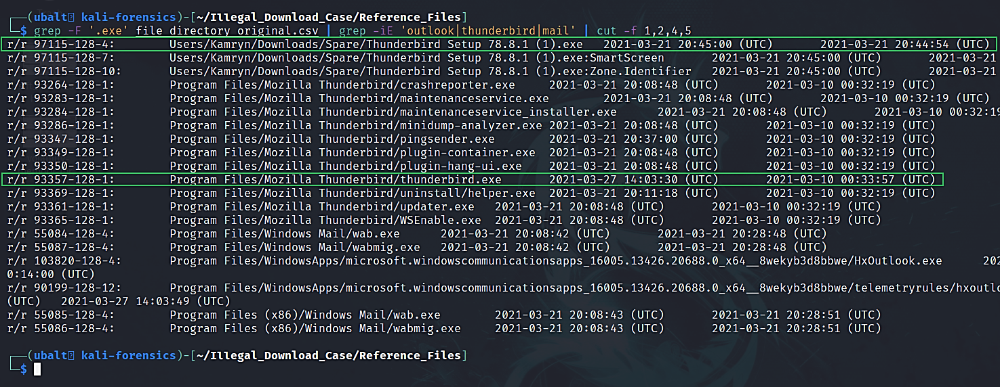 ┌──(ubalt kali-forensics)-[~/Illegal_Download_Case/Reference_Files]
└─$ grep -F '.exe' file_directory_original.csv | grep -iE 'outlook|thunderbird|mail' | cut -f 1,2,4,5
r/r 97115-128-4: Users/Kamryn/Downloads/Spare/Thunderbird Setup 78.8.1 (1).exe 2021-03-21 20:45:00 (UTC) 2021-03-21 20:44:54 (UTC)
r/r 97115-128-7: Users/Kamryn/Downloads/Spare/Thunderbird Setup 78.8.1 (1).exe:SmartScreen 2021-03-21 20:45:00 (UTC) 2021-03-21
r/r 97115-128-10: Users/Kamryn/Downloads/Spare/Thunderbird Setup 78.8.1 (1).exe:Zone.Identifier 2021-03-21 20:45:00 (UTC) 2021-03-21
r/r 93264-128-1: Program Files/Mozilla Thunderbird/crashreporter.exe 2021-03-21 20:08:48 (UTC) 2021-03-10 00:32:19 (UTC)
r/r 93283-128-1: Program Files/Mozilla Thunderbird/maintenanceservice.exe 2021-03-21 20:08:48 (UTC) 2021-03-10 00:32:19 (UTC)
r/r 93284-128-1: Program Files/Mozilla Thunderbird/maintenanceservice_installer.exe 2021-03-21 20:08:48 (UTC) 2021-03-10 00:32:19
r/r 93286-128-1: Program Files/Mozilla Thunderbird/minidump-analyzer.exe 2021-03-21 20:08:48 (UTC) 2021-03-10 00:32:19 (UTC)
r/r 93347-128-1: Program Files/Mozilla Thunderbird/pingsender.exe 2021-03-21 20:37:00 (UTC) 2021-03-10 00:32:19 (UTC)
r/r 93349-128-1: Program Files/Mozilla Thunderbird/plugin-container.exe 2021-03-21 20:08:48 (UTC) 2021-03-10 00:32:19 (UTC)
r/r 93350-128-1: Program Files/Mozilla Thunderbird/plugin-hang-ui.exe 2021-03-21 20:08:48 (UTC) 2021-03-10 00:32:19 (UTC)
r/r 93357-128-1: Program Files/Mozilla Thunderbird/thunderbird.exe 2021-03-27 14:03:30 (UTC) 2021-03-10 00:33:57 (UTC)
r/r 93369-128-1: Program Files/Mozilla Thunderbird/uninstall/helper.exe 2021-03-21 20:11:18 (UTC) 2021-03-10 00:32:19 (UTC)
r/r 93361-128-1: Program Files/Mozilla Thunderbird/updater.exe 2021-03-21 20:08:48 (UTC) 2021-03-10 00:32:19 (UTC)
r/r 93365-128-1: Program Files/Mozilla Thunderbird/WSEnable.exe 2021-03-21 20:08:48 (UTC) 2021-03-10 00:32:19 (UTC)
r/r 55084-128-4: Program Files/Windows Mail/wab.exe 2021-03-21 20:08:42 (UTC) 2021-03-21 20:28:48 (UTC)
r/r 55087-128-4: Program Files/Windows Mail/wabmig.exe 2021-03-21 20:08:42 (UTC) 2021-03-21 20:28:48 (UTC)
r/r 103820-128-4: Program Files/WindowsApps/microsoft.windowscommunicationsapps_16005.13426.20688.0_x64__8wekyb3d8bbwe/HxOutlook.exe 202
0:14:00 (UTC)
r/r 90199-128-12: Program Files/WindowsApps/microsoft.windowscommunicationsapps_16005.13426.20688.0_x64__8wekyb3d8bbwe/telemetryrules/hxoutlo
(UTC) 2021-03-27 14:03:49 (UTC)
r/r 55085-128-4: Program Files (x86)/Windows Mail/wab.exe 2021-03-21 20:08:43 (UTC) 2021-03-21 20:28:51 (UTC)
r/r 55086-128-4: Program Files (x86)/Windows Mail/wabmig.exe 2021-03-21 20:08:43 (UTC) 2021-03-21 20:28:51 (UTC)
┌──(ubalt kali-forensics)-[~/Illegal_Download_Case/Reference_Files]
└─$